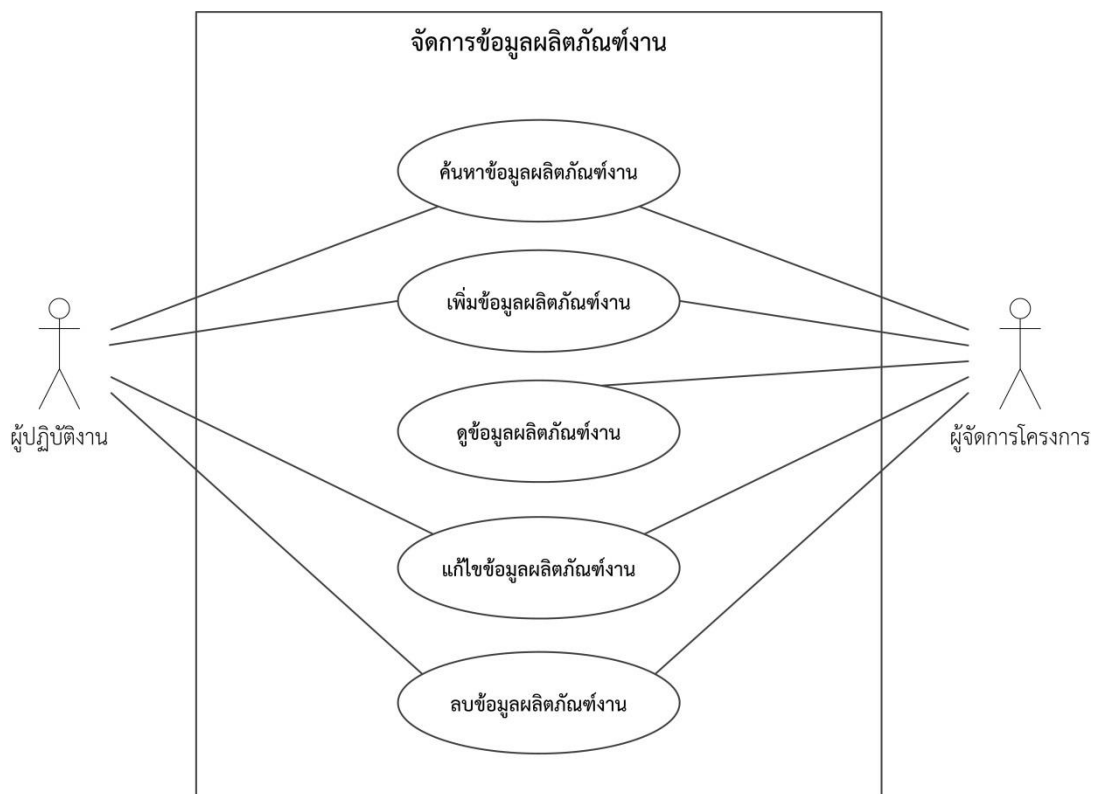 จัดการข้อมูลผลิตภัณฑ์งาน
ค้นหาข้อมูลผลิตภัณฑ์งาน
เพิ่มข้อมูลผลิตภัณฑ์งาน
ดูข้อมูลผลิตภัณฑ์งาน
ผู้ปฏิบัติงาน
ผู้จัดการโครงการ
แก้ไขข้อมูลผลิตภัณฑ์งาน
ลบข้อมูลผลิตภัณฑ์งาน